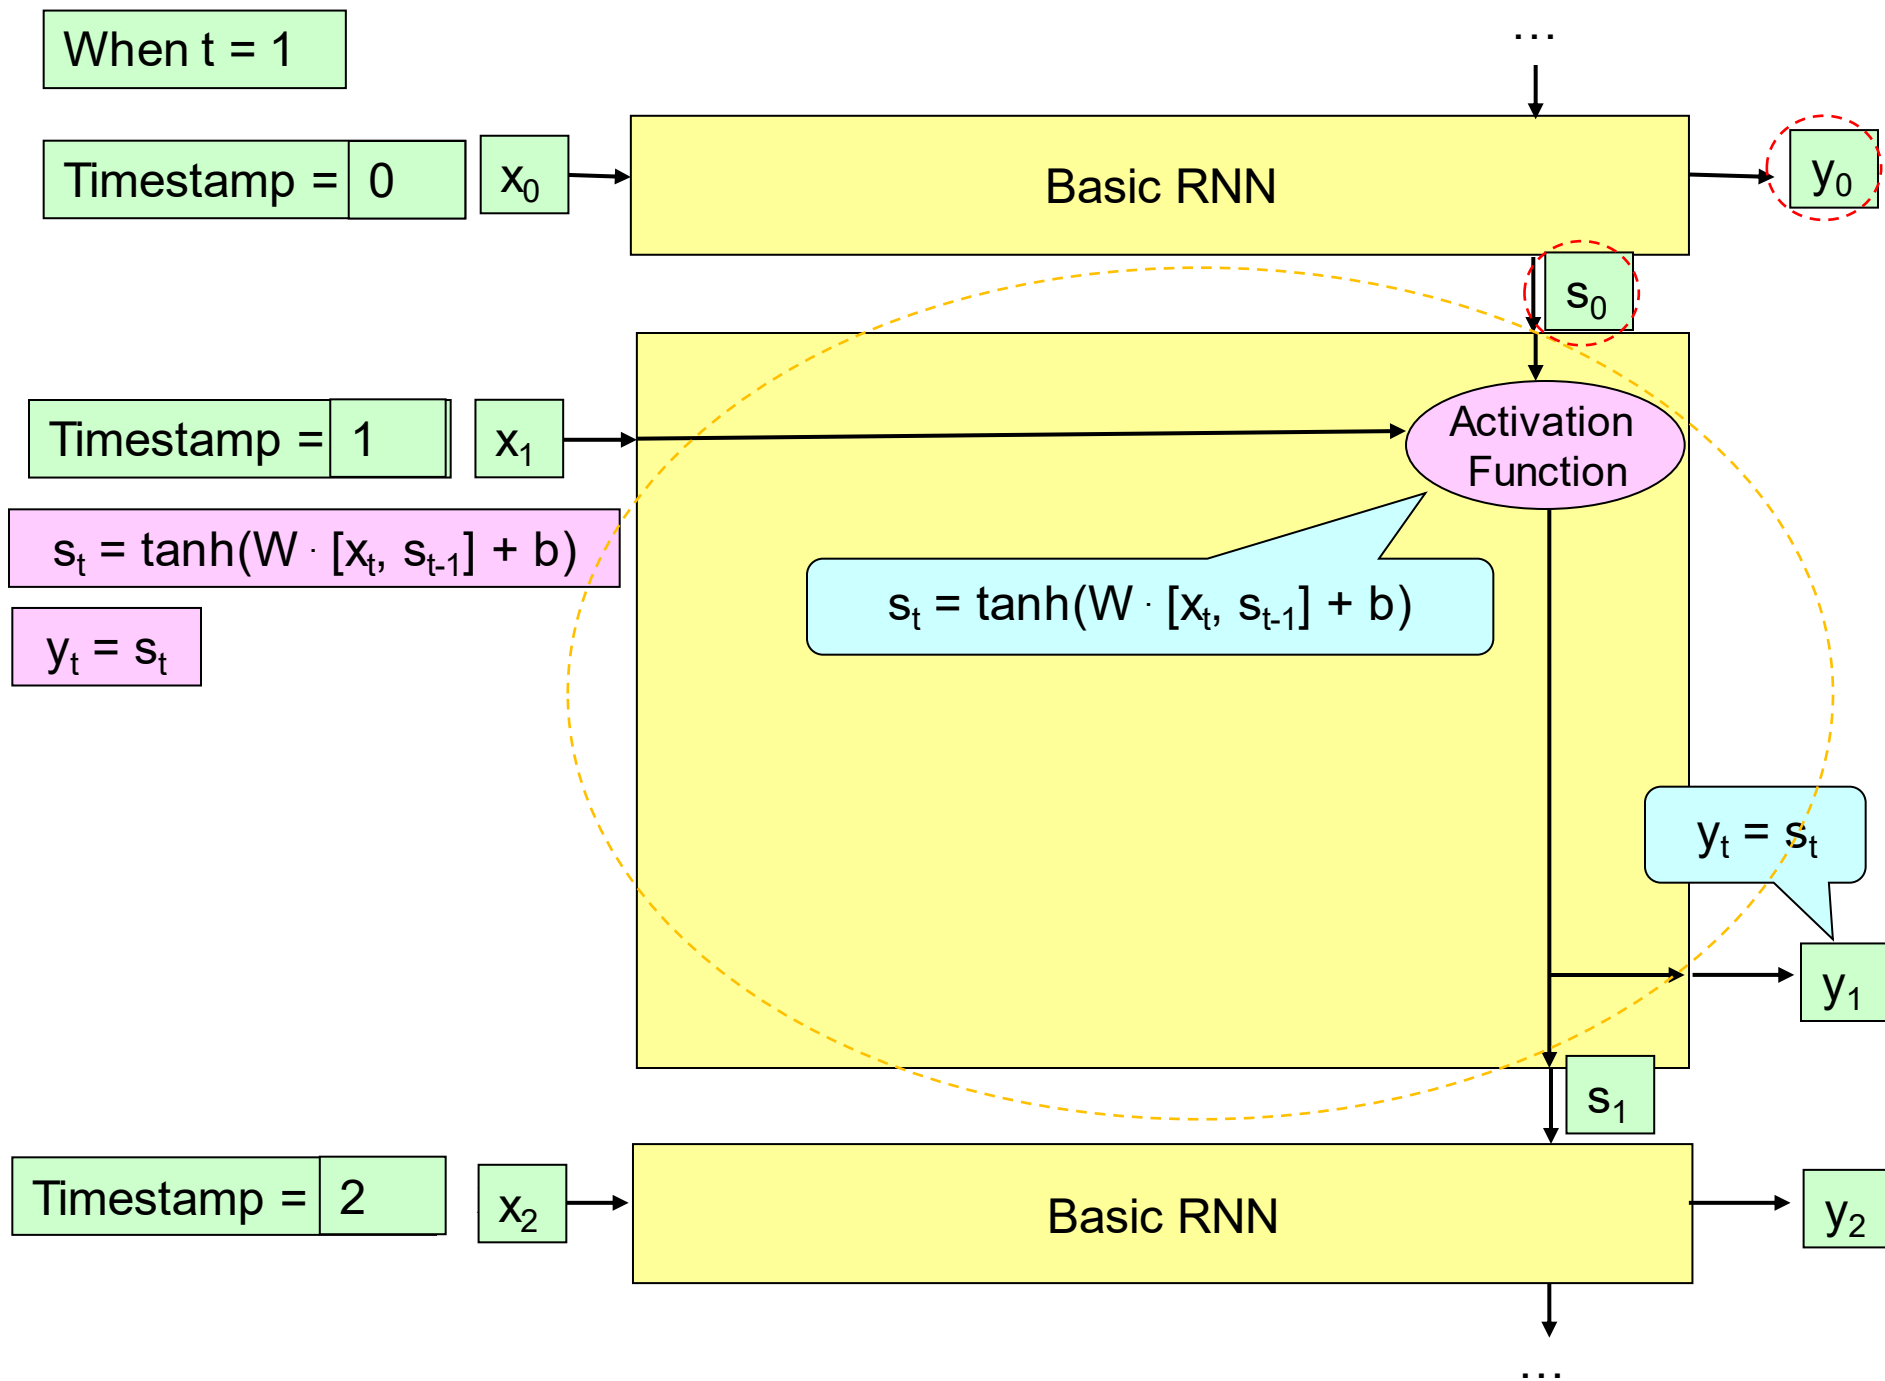 When t = 1
...
Timestamp = 0
x0
Basic RNN
y0
s0
Timestamp = 1
x1
Activation
Function
st = tanh(W · [xt, st-1] + b)
st = tanh(W · [xt, st-1] + b)
yt = st
yt = st
y1
s1
Timestamp = 2
x2
Basic RNN
y2
...